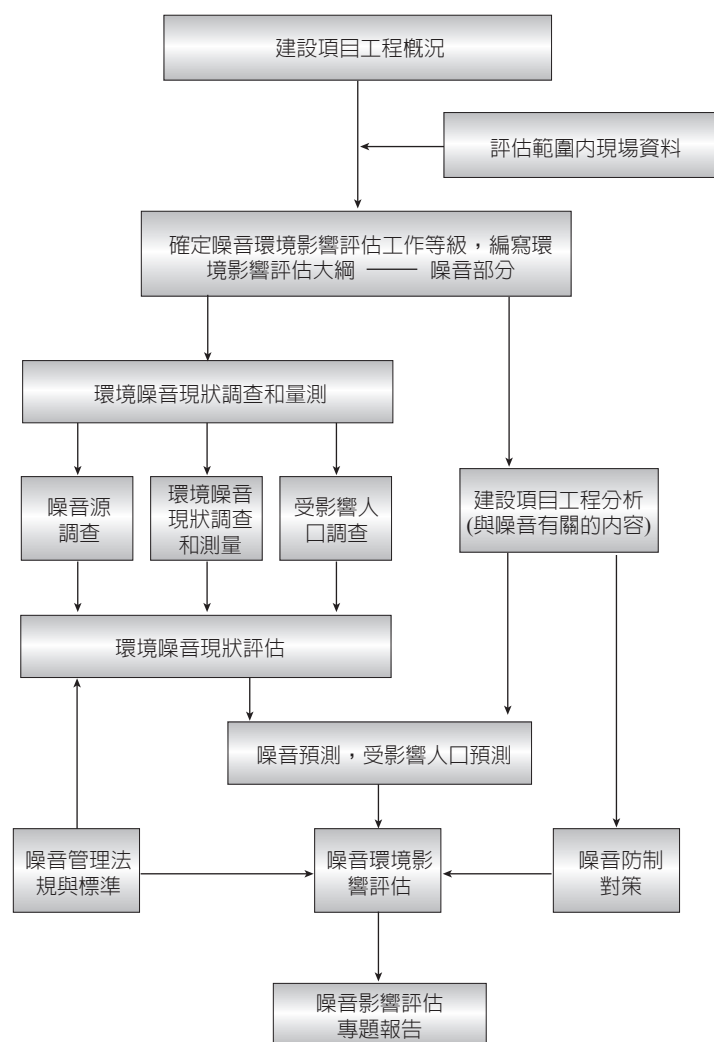 建設項目工程概況
評估範圍內現場資料
確定噪音環境影響評估工作等級，編寫環
境影響評估大綱 —— 噪音部分
環境噪音現狀調查和量測
噪音源
調查
環境噪音
現狀調查
和測量
受影響人
口調查
建設項目工程分析
(與噪音有關的內容)
環境噪音現狀評估
噪音預測，受影響人口預測
噪音管理法
規與標準
噪音環境影
響評估
噪音防制
對策
噪音影響評估
專題報告